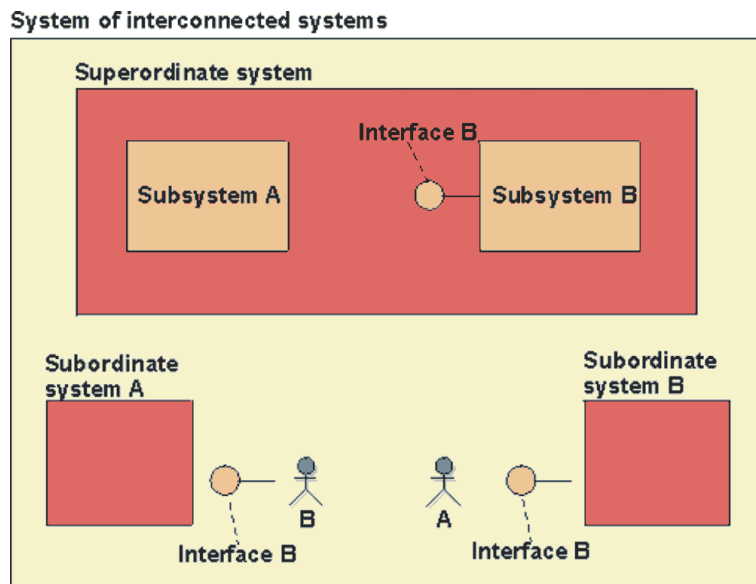 System of interconnected systems
Superordinate system
Interface B
Subsystem A
Subsystem B
Subordinate
system A
Subordinate
system B
B
A
Interface B
Interface B